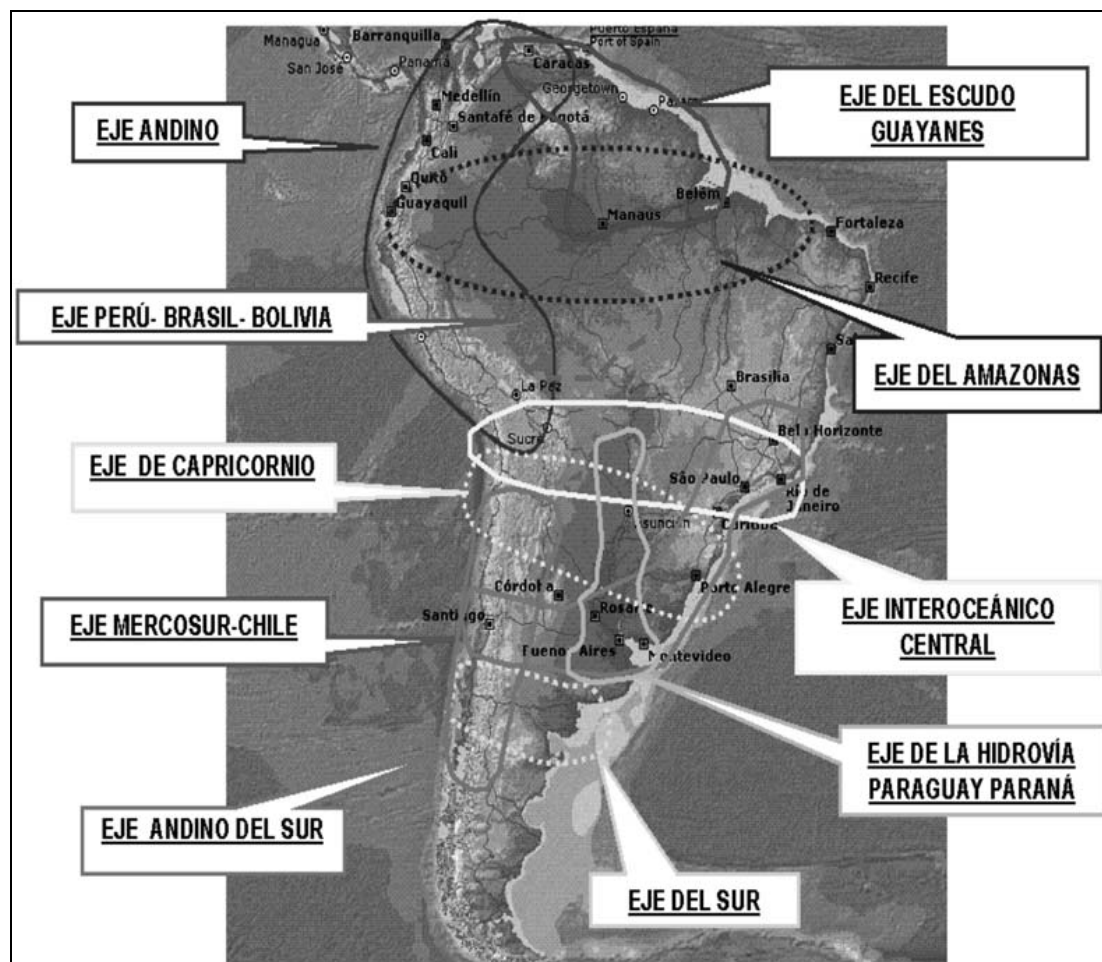 Puerto España
Port of Spain
Managua
Barranquilla
San José
Panamá
Caracas
Georgetown
Medellín
Santafé de Bogotá
Cali
Quito
Guayaquil
Belém
Manaus
Fortaleza
Recife
La Paz
Brasilia
Sucre
Belo Horizonte
São Paulo
Rio de
Janeiro
Asunción
Córdoba
Porto Alegre
Santiago
Rosario
Buenos Aires
Montevideo
EJE ANDINO
EJE DEL ESCUDO
GUAYANES
EJE PERÚ- BRASIL- BOLIVIA
EJE DEL AMAZONAS
EJE DE CAPRICORNIO
EJE MERCOSUR-CHILE
EJE INTEROCEÁNICO
CENTRAL
EJE DE LA HIDROVÍA
PARAGUAY PARANÁ
EJE ANDINO DEL SUR
EJE DEL SUR